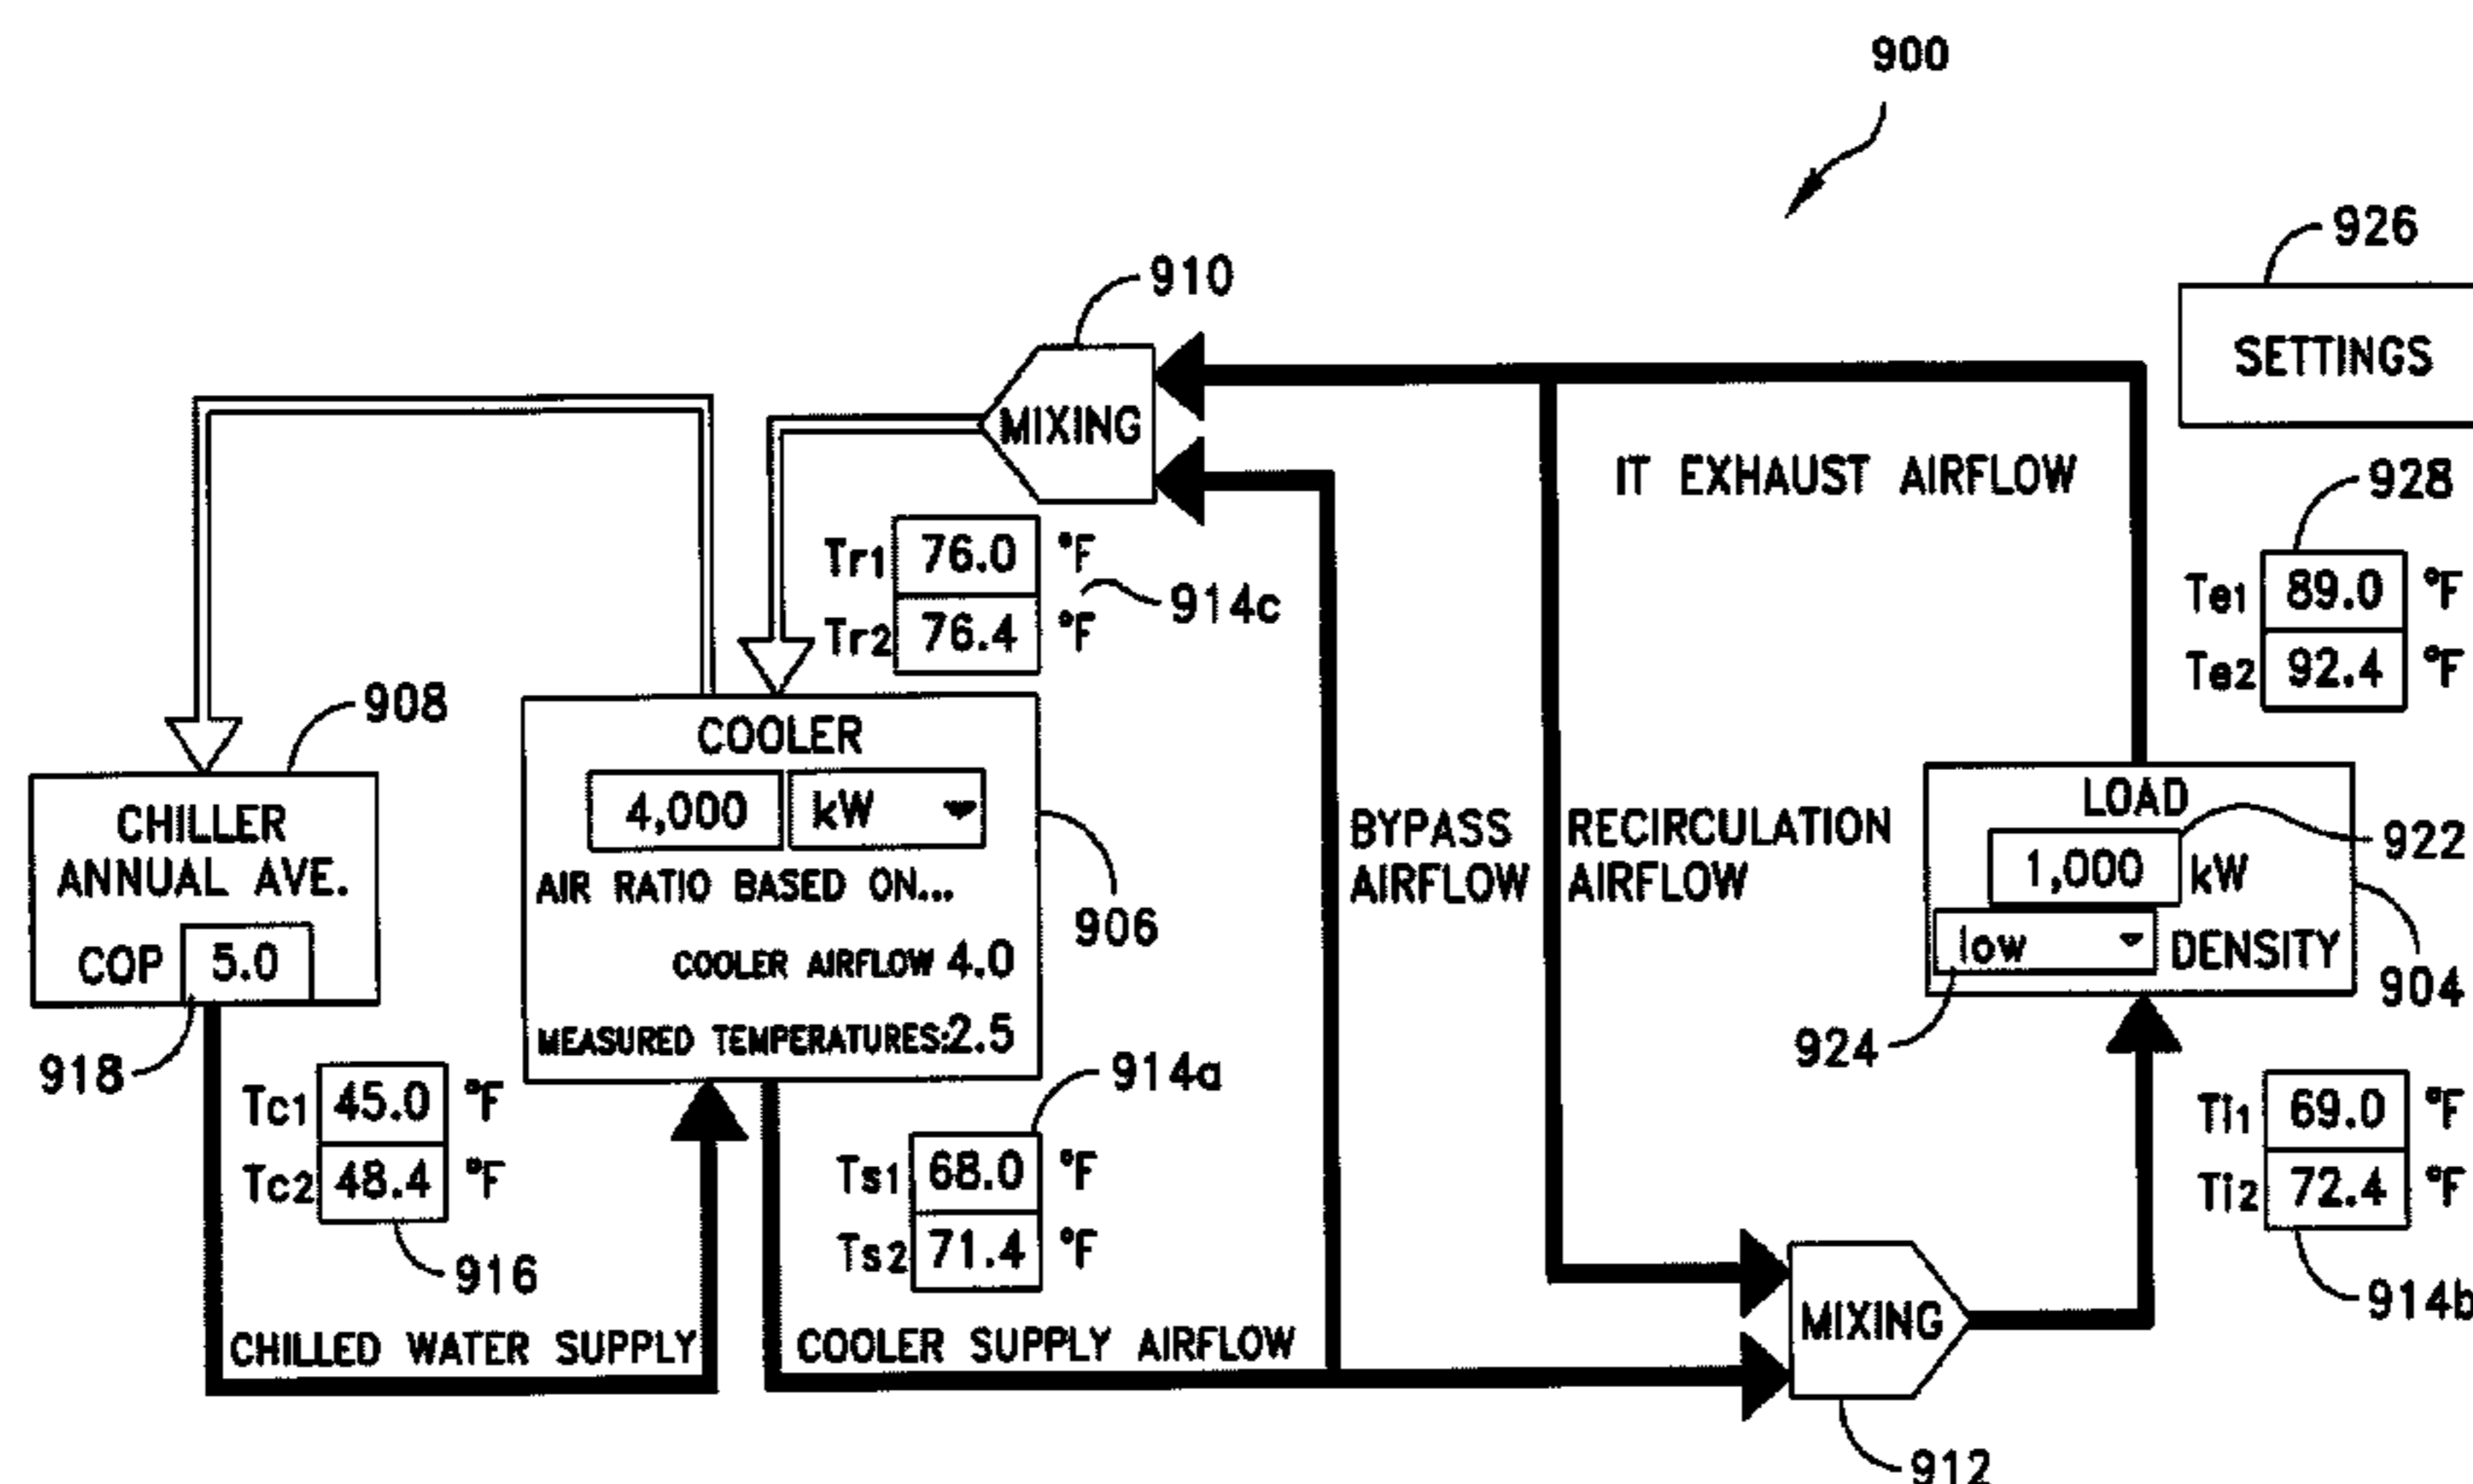 900
926
SETTINGS
910
MIXING
IT EXHAUST AIRFLOW
928
Tr1 76.0 °F
Tr2 76.4 °F
914c
Te1 89.0 °F
Te2 92.4 °F
908
CHILLER
ANNUAL AVE.
COP 5.0
918
COOLER
4,000 kW
AIR RATIO BASED ON...
COOLER AIRFLOW 4.0
MEASURED TEMPERATURES:2.5
906
BYPASS
AIRFLOW
RECIRCULATION
AIRFLOW
LOAD
1,000 kW
low DENSITY
922
904
924
Tc1 45.0 °F
Tc2 48.4 °F
916
914a
Ts1 68.0 °F
Ts2 71.4 °F
Ti1 69.0 °F
Ti2 72.4 °F
914b
CHILLED WATER SUPPLY
COOLER SUPPLY AIRFLOW
MIXING
912